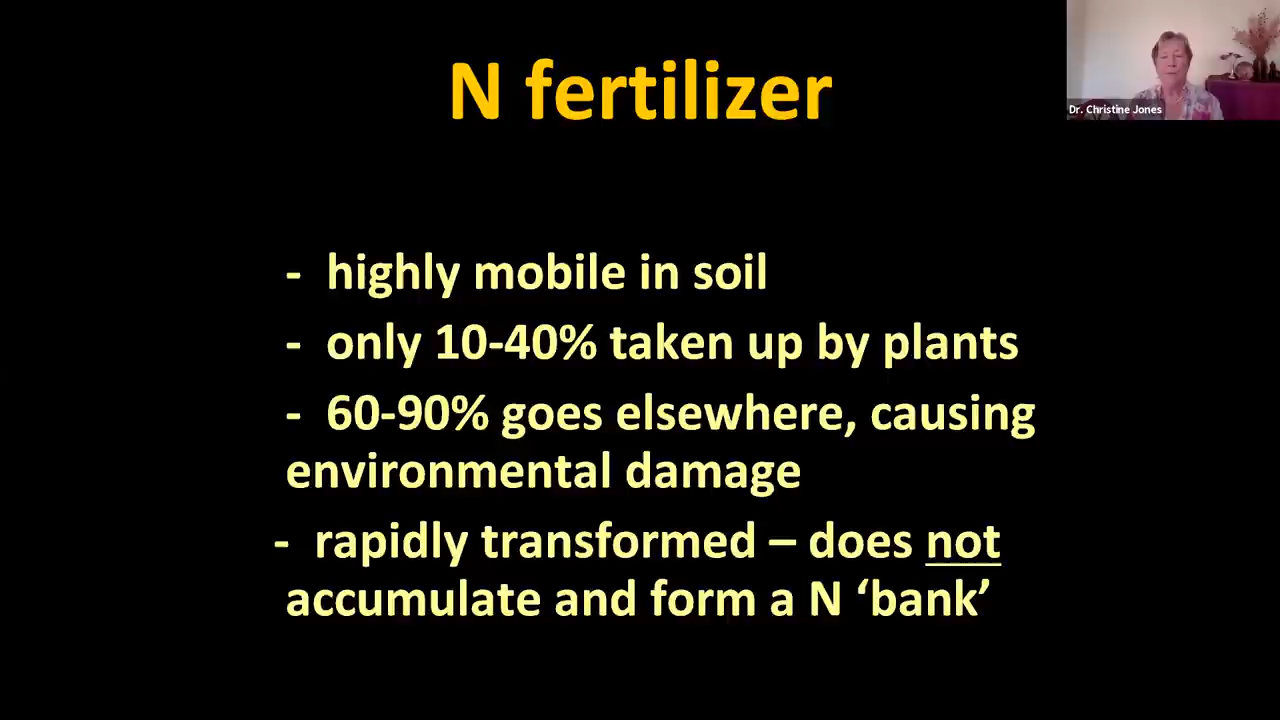 N fertilizer
Dr. Christine Jones
- highly mobile in soil
- only 10-40% taken up by plants
- 60-90% goes elsewhere, causing
environmental damage
- rapidly transformed – does not
accumulate and form a N ‘bank’